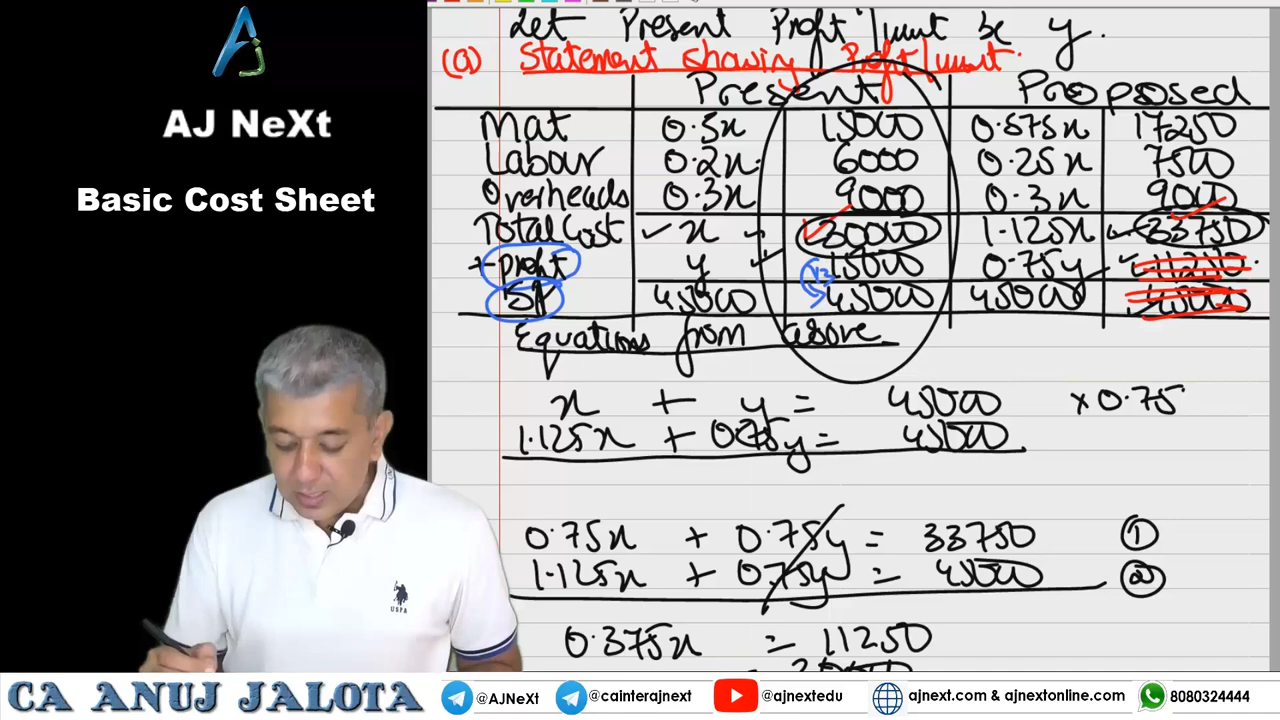 AJ NeXt
Basic Cost Sheet
Let Present Profit/unit be y.
(a) Statement showing Profit/unit.
Present Proposed
Mat 0.5x 15000 0.575x 17250
Labour 0.2x 6000 0.25x 7500
Overheads 0.3x 9000 0.3x 9000
Total Cost x 30000 1.125x 33750
+ profit y 15000 0.75y 11250
SP 45000 45000 45000 45000
Equations from above
x + y = 45000 x 0.75
1.125x + 0.75y = 45000
0.75x + 0.75y = 33750 1
1.125x + 0.75y = 45000 2
0.375x = 11250
USPA
CA ANUJ JALOTA
@AJNeXt
@cainterajnext
@ajnextedu
ajnext.com & ajnextonline.com
8080324444